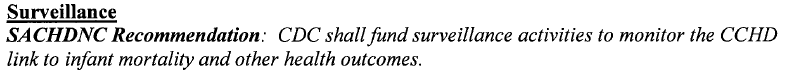 Surveillance
SACHDNC Recommendation: CDC shall fund surveillance activities to monitor the CCHD
link to infant mortality and other health outcomes.